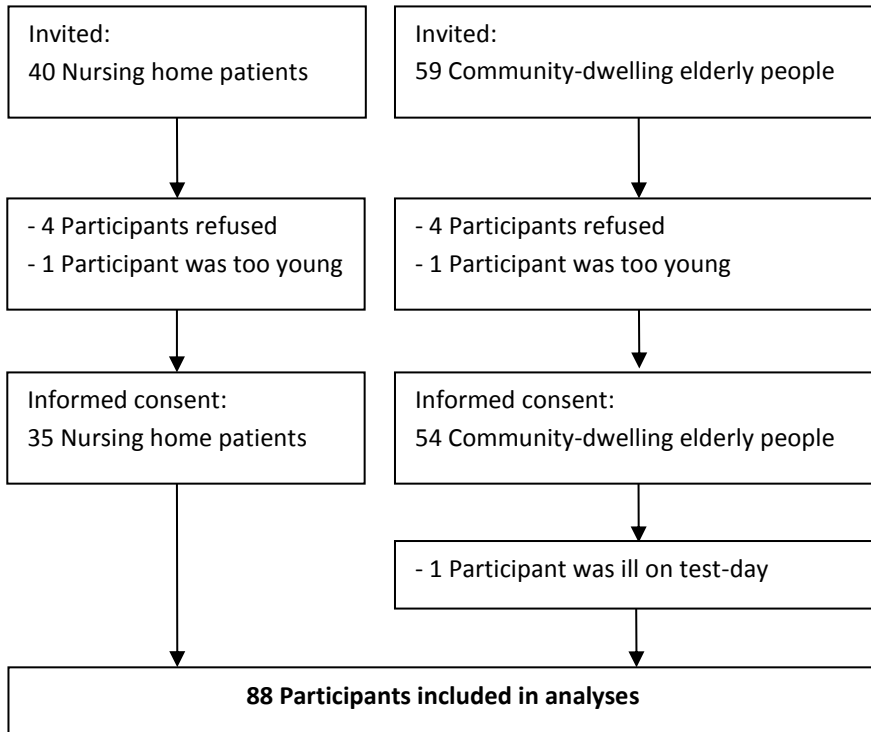 Invited:
40 Nursing home patients
Invited:
59 Community-dwelling elderly people
- 4 Participants refused
- 1 Participant was too young
- 4 Participants refused
- 1 Participant was too young
Informed consent:
35 Nursing home patients
Informed consent:
54 Community-dwelling elderly people
- 1 Participant was ill on test-day
88 Participants included in analyses